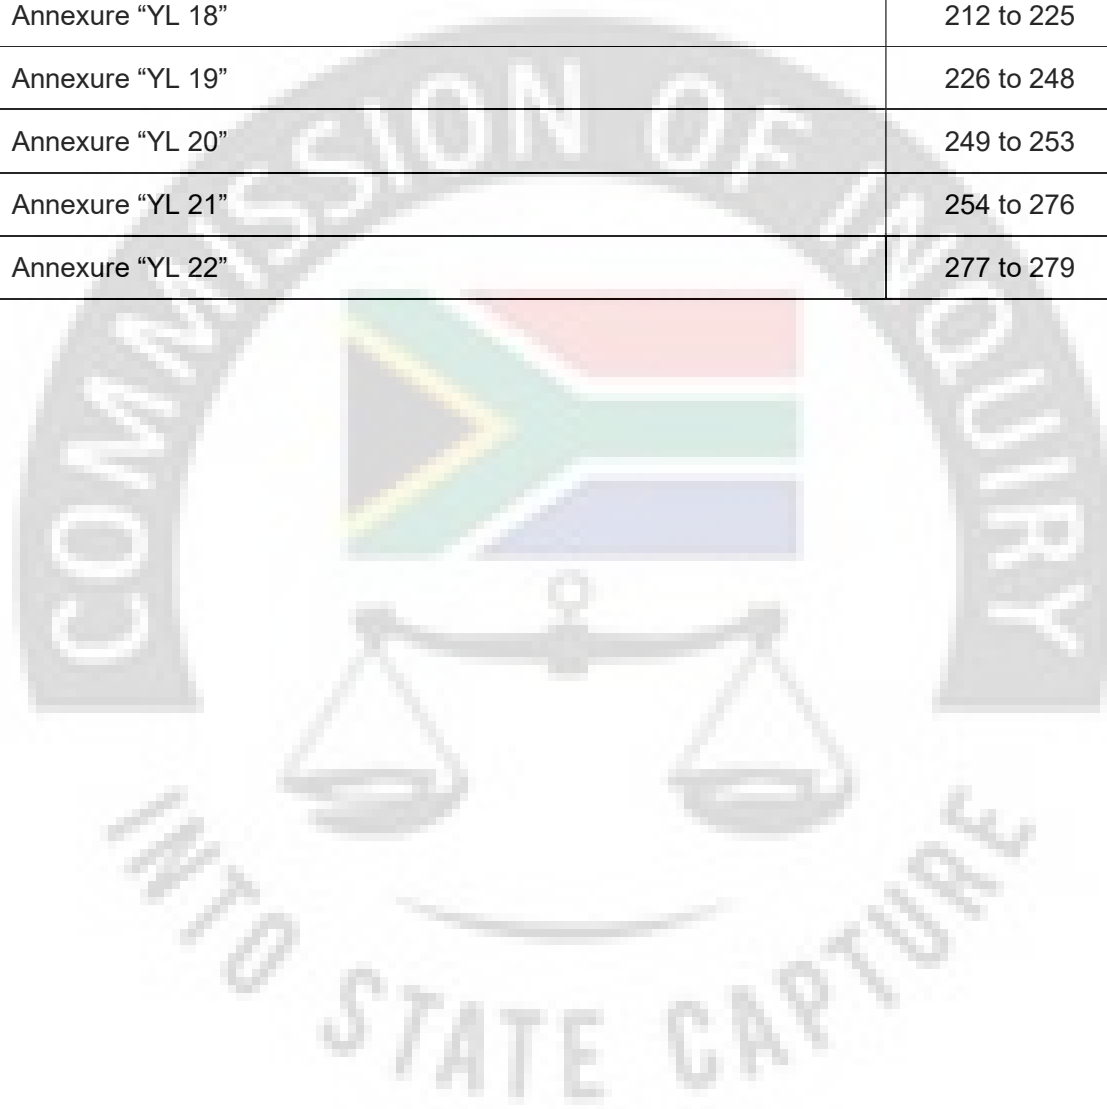 Annexure “YL 18” 212 to 225
Annexure “YL 19” 226 to 248
Annexure “YL 20” 249 to 253
Annexure “YL 21” 254 to 276
Annexure “YL 22” 277 to 279
COMMISSION OF INQUIRY
INTO STATE CAPTURE